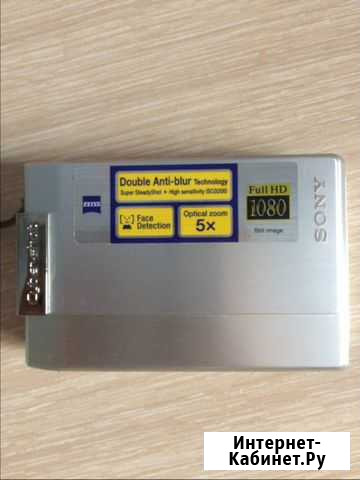 Double Anti-blur Technology
Super SteadyShot + High sensitivity ISO3200
ZEISS
Face
Detection
Optical zoom
5x
Full HD
1080
Still image
SONY
Cyber-shot
Интернет-
Кабинет.Ру